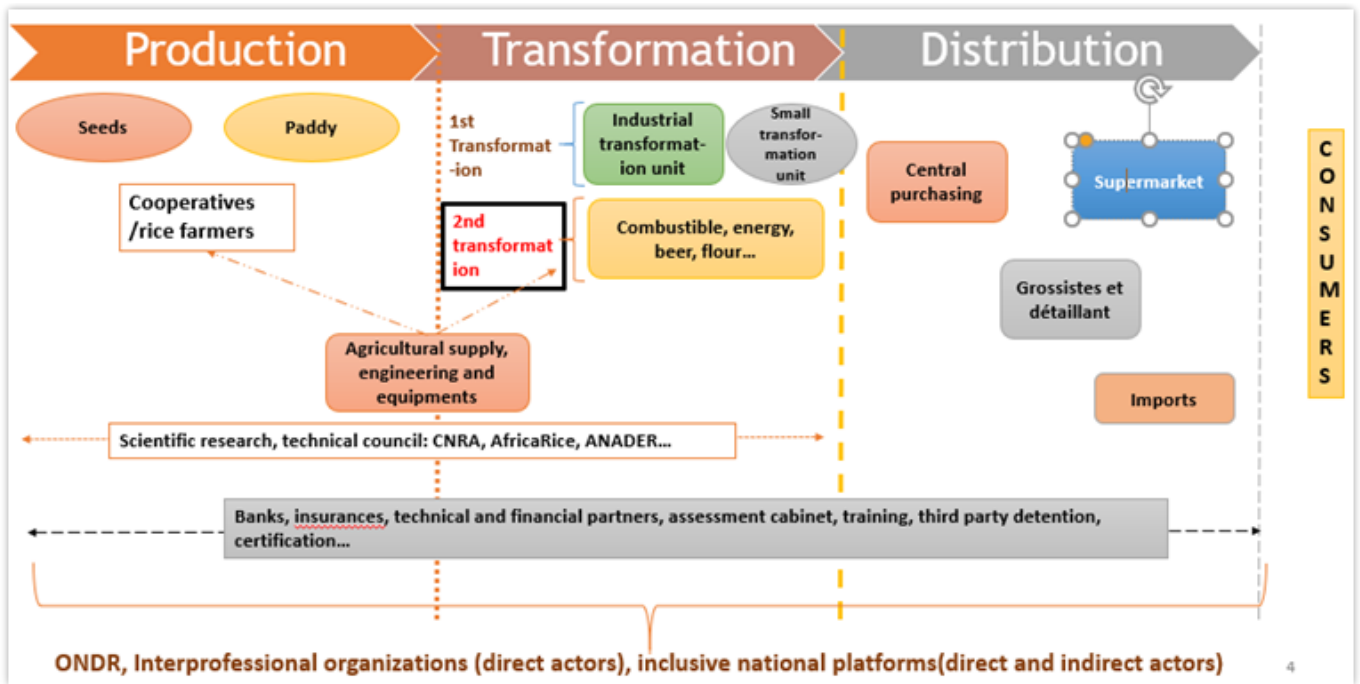 Production
Transformation
Distribution
Seeds
Paddy
1st
Transformat
-ion
Industrial
transformat-
ion unit
Small
transfor-
mation
unit
Central
purchasing
Supermarket
Cooperatives
/rice farmers
2nd
transformat
ion
Combustible, energy,
beer, flour...
Grossistes et
détaillant
Agricultural supply,
engineering and
equipments
Imports
Scientific research, technical council: CNRA, AfricaRice, ANADER...
Banks, insurances, technical and financial partners, assessment cabinet, training, third party detention,
certification...
ONDR, Interprofessional organizations (direct actors), inclusive national platforms(direct and indirect actors)
4
CONSUMERS